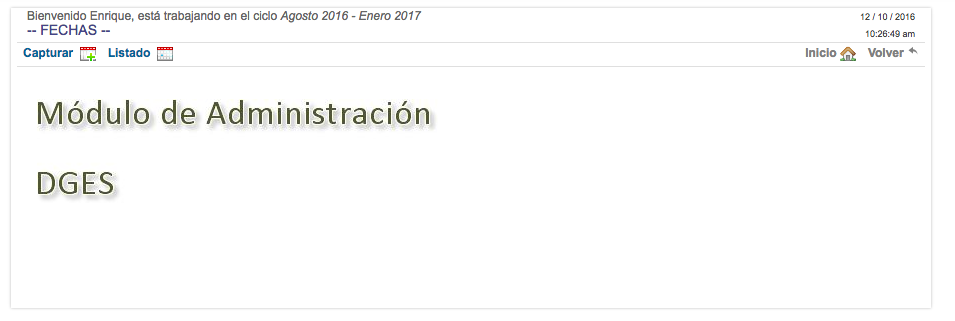 Bienvenido Enrique, está trabajando en el ciclo Agosto 2016 - Enero 2017
12 / 10 / 2016
-- FECHAS --
10:26:49 am
Capturar Listado Inicio Volver
Módulo de Administración
DGES